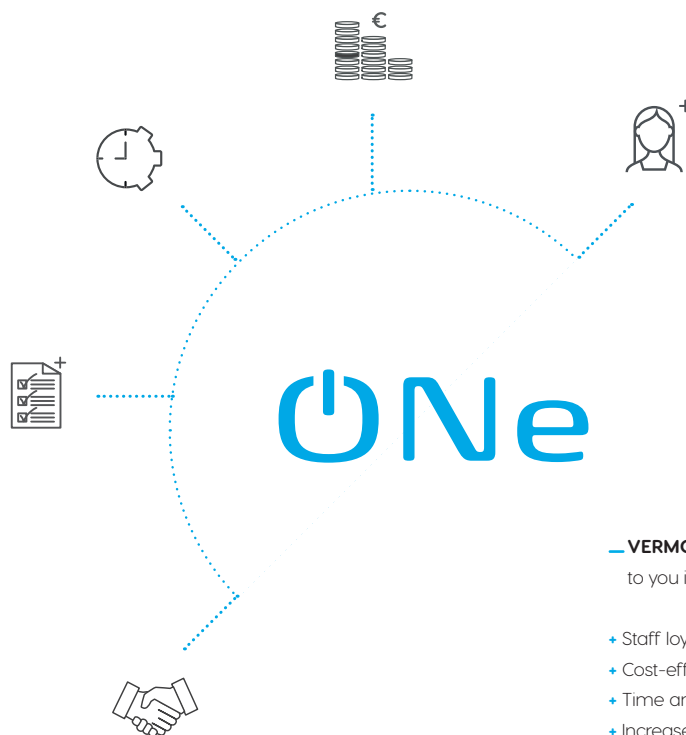 €
ONe
VERMO
to you i
+ Staff loy
+ Cost-eff
+ Time ar
+ Increase